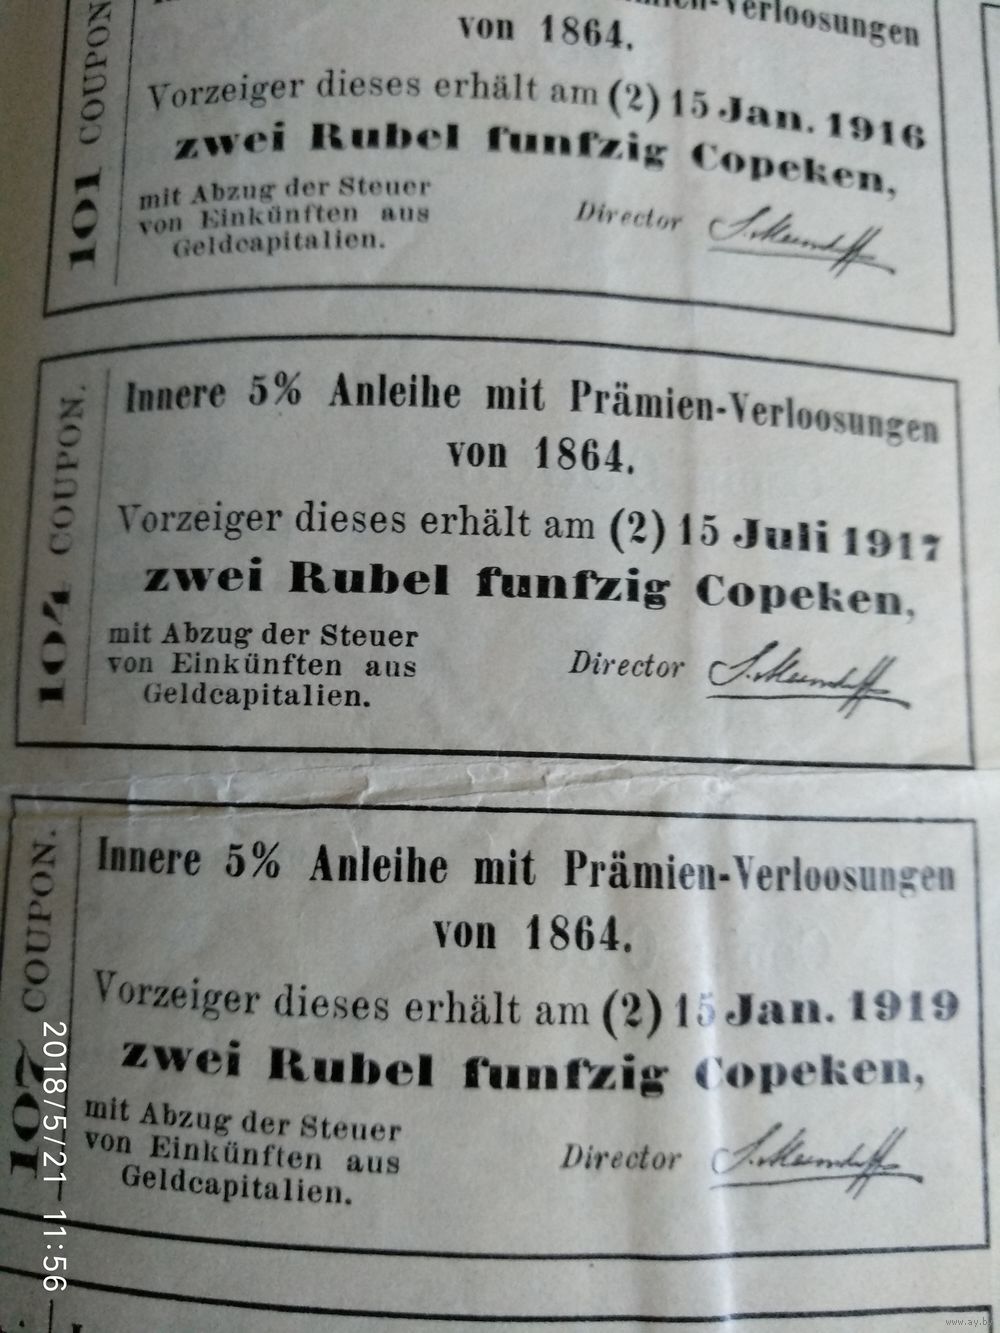 -Verloosungen
von 1864.
Vorzeiger dieses erhält am (2) 15 Jan. 1916
zwei Rubel funfzig Copeken,
mit Abzug der Steuer
von Einkünften aus
Geldcapitalien.
Director
101 COUPON
Innere 5% Anleihe mit Prämien-Verloosungen
von 1864.
Vorzeiger dieses erhält am (2) 15 Juli 1917
zwei Rubel funfzig Copeken,
mit Abzug der Steuer
von Einkünften aus
Geldcapitalien.
Director
104 COUPON.
Innere 5% Anleihe mit Prämien-Verloosungen
von 1864.
Vorzeiger dieses erhält am (2) 15 Jan. 1919
zwei Rubel funfzig Copeken,
mit Abzug der Steuer
von Einkünften aus
Geldcapitalien.
Director
107 COUPON.
2018/5/21 11:56
www.ay.by